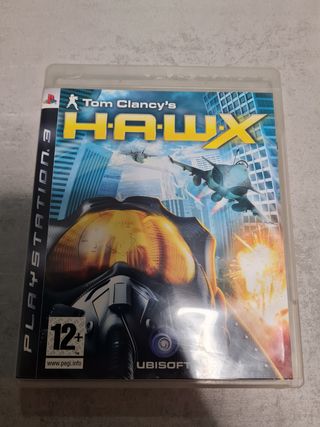 Tom Clancy's
H·A·W·X
PLAYSTATION 3
12+
www.pegi.info
UBISOFT